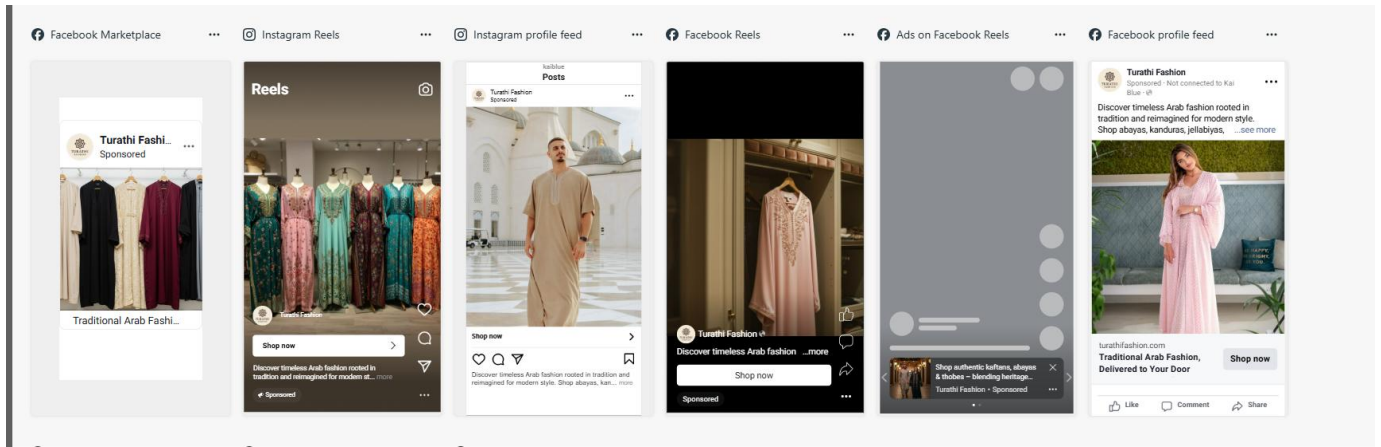 Facebook Marketplace
Instagram Reels
Instagram profile feed
Facebook Reels
Ads on Facebook Reels
Facebook profile feed
Turathi Fashi...
Sponsored
Traditional Arab Fashi...
Reels
Turathi Fashion
Shop now
Discover timeless Arab fashion rooted in
tradition and reimagined for modern st... more
Sponsored
kaiblue
Posts
Turathi Fashion
Sponsored
Shop now
Discover timeless Arab fashion rooted in tradition and
reimagined for modern style. Shop abayas, kan... more
Turathi Fashion
Discover timeless Arab fashion ...more
Shop now
Sponsored
Shop authentic kaftans, abayas
& thobes – blending heritage...
Turathi Fashion • Sponsored
Turathi Fashion
Sponsored · Not connected to Kai
Blue ·
Discover timeless Arab fashion rooted in
tradition and reimagined for modern style.
Shop abayas, kanduras, jellabiyas, ...see more
turathifashion.com
Traditional Arab Fashion,
Delivered to Your Door
Shop now
Like Comment Share